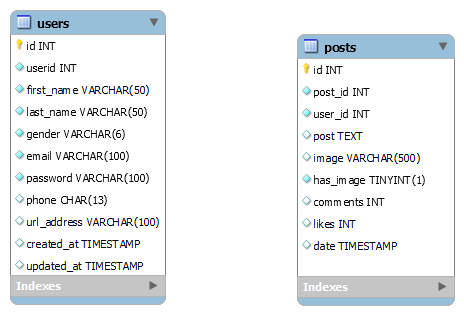 users
id INT
userid INT
first_name VARCHAR(50)
last_name VARCHAR(50)
gender VARCHAR(6)
email VARCHAR(100)
password VARCHAR(100)
phone CHAR(13)
url_address VARCHAR(100)
created_at TIMESTAMP
updated_at TIMESTAMP
Indexes
posts
id INT
post_id INT
user_id INT
post TEXT
image VARCHAR(500)
has_image TINYINT(1)
comments INT
likes INT
date TIMESTAMP
Indexes